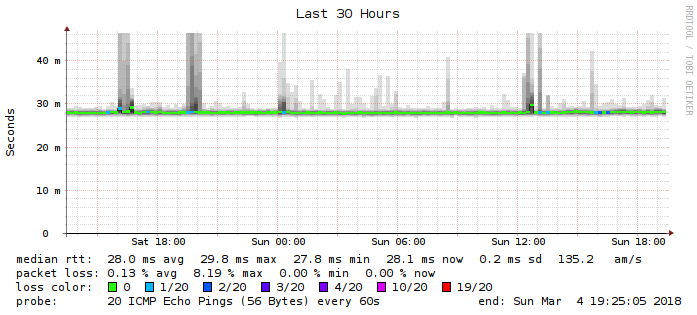 Last 30 Hours
RRDTOOL / TOBI OETIKER
Seconds
40 m
30 m
20 m
10 m
0
Sat 18:00 Sun 00:00 Sun 06:00 Sun 12:00 Sun 18:00
median rtt: 28.0 ms avg 29.8 ms max 27.8 ms min 28.1 ms now 0.2 ms sd 135.2 am/s
packet loss: 0.13 % avg 8.19 % max 0.00 % min 0.00 % now
loss color: 0 1/20 2/20 3/20 4/20 10/20 19/20
probe: 20 ICMP Echo Pings (56 Bytes) every 60s end: Sun Mar 4 19:25:05 2018